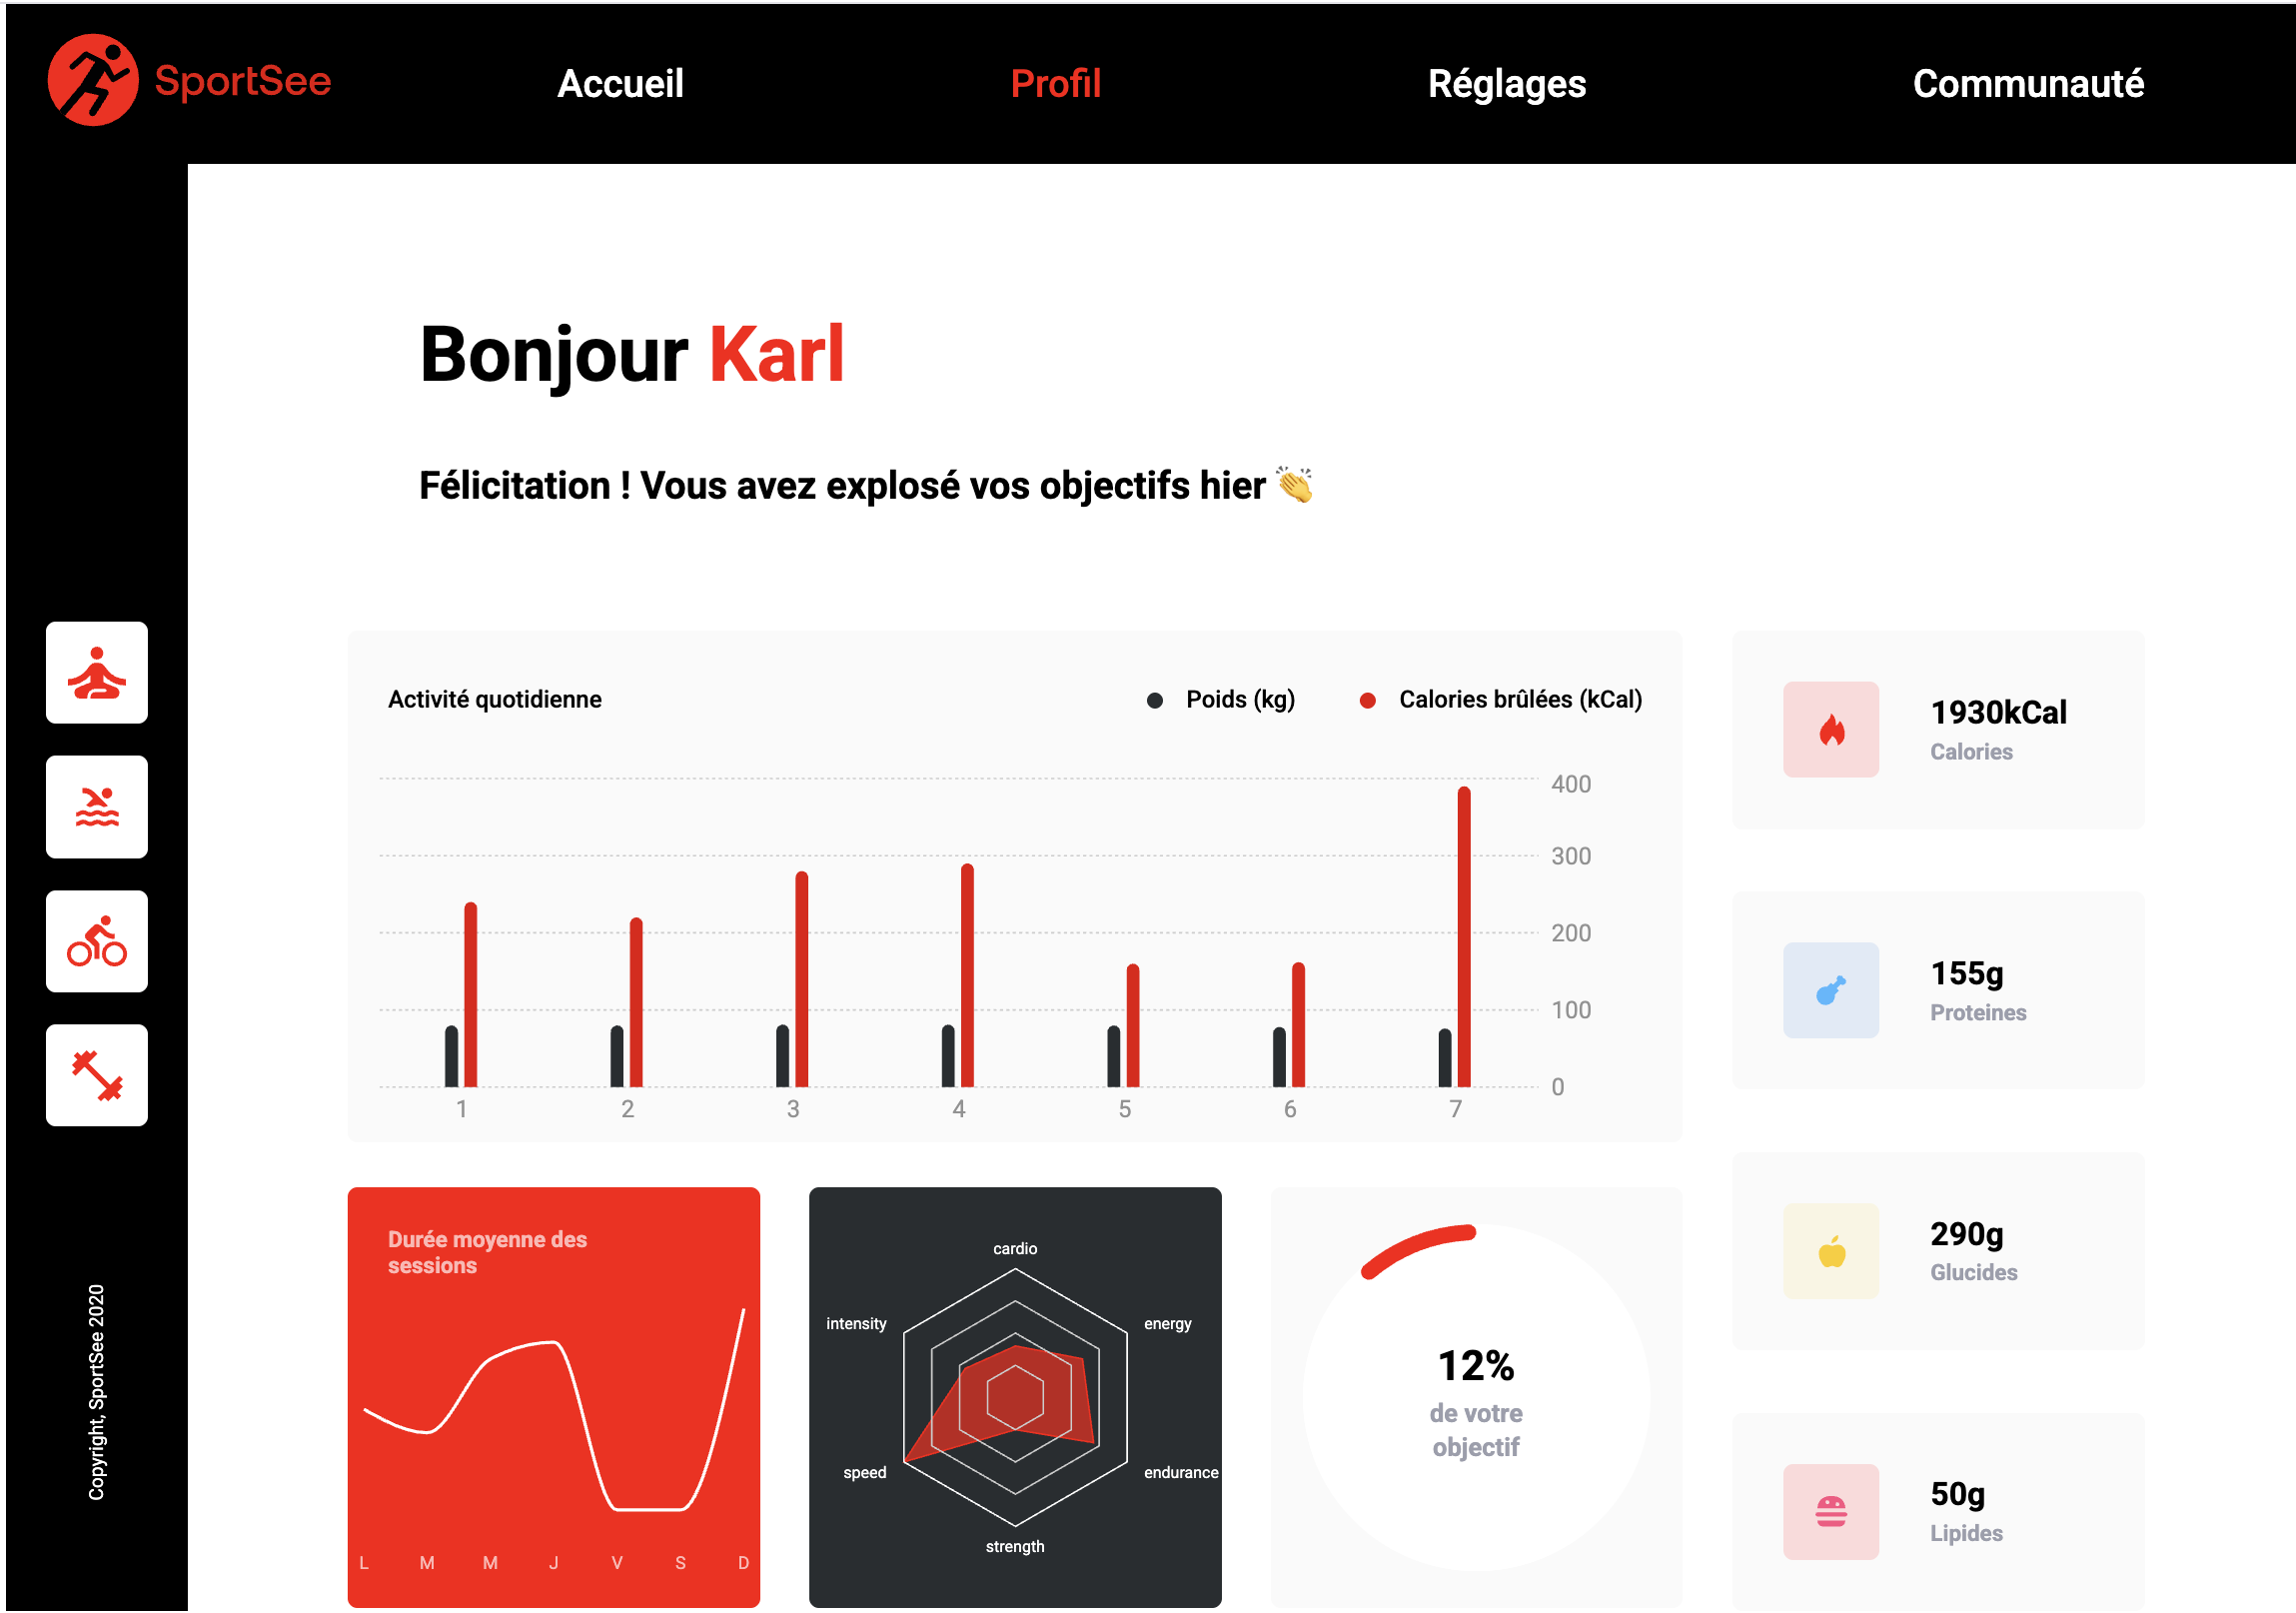 SportSee
Accueil
Profil
Réglages
Communauté
Bonjour Karl
Félicitation ! Vous avez explosé vos objectifs hier 👏
Activité quotidienne
Poids (kg)
Calories brûlées (kCal)
400
300
200
100
0
1 2 3 4 5 6 7
1930kCal
Calories
155g
Proteines
290g
Glucides
50g
Lipides
Durée moyenne des
sessions
L M M J V S D
cardio
energy
endurance
strength
speed
intensity
12%
de votre
objectif
Copyright, SportSee 2020